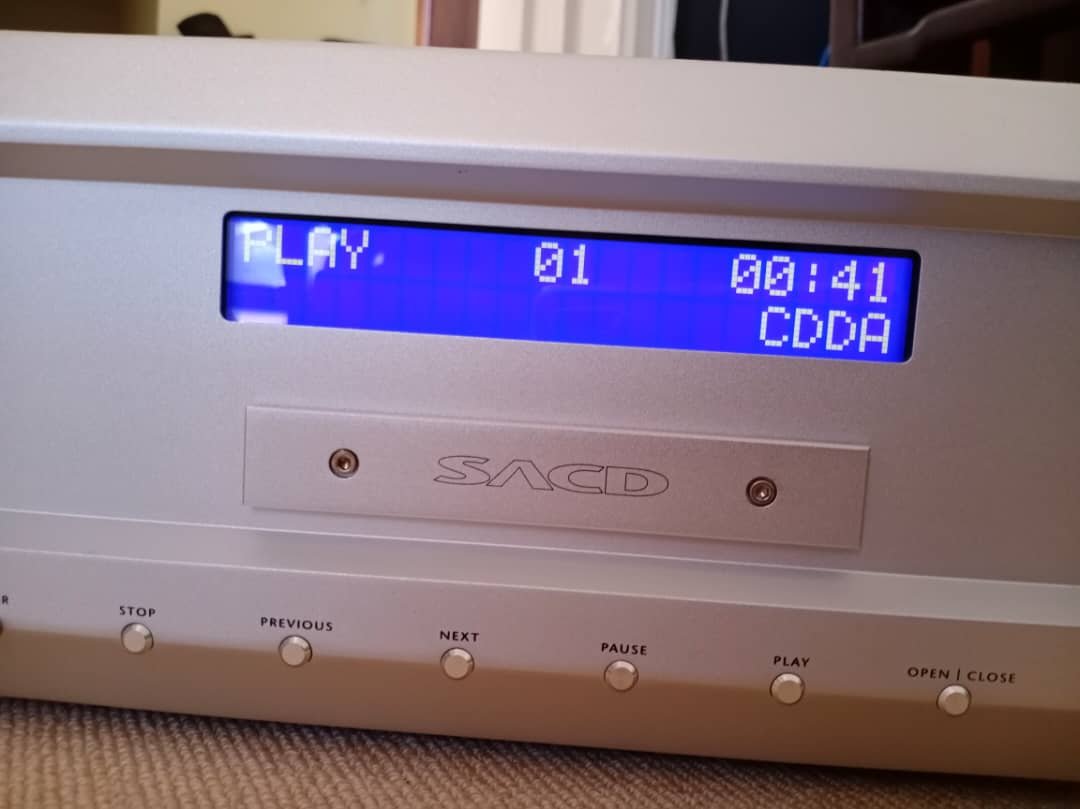 PLAY 01 00:41
CDDA
SACD
R STOP PREVIOUS NEXT PAUSE PLAY OPEN | CLOSE